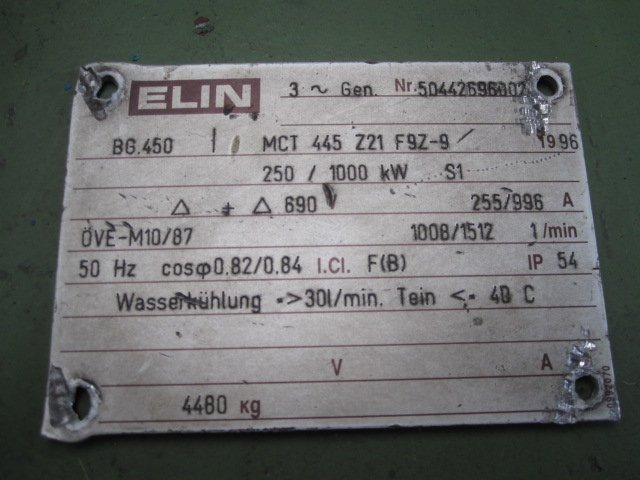 ELIN 3 ~ Gen. Nr. 50442696002
BG.450 MCT 445 Z21 F9Z-9 1996
250 / 1000 kW S1
Δ + Δ 690 V 255/996 A
ÖVE-M10/87 1008/1512 1/min
50 Hz cosφ0.82/0.84 I.Cl. F(B) IP 54
Wasserkühlung ->30l/min. Tein <- 40 C
V A
4480 kg